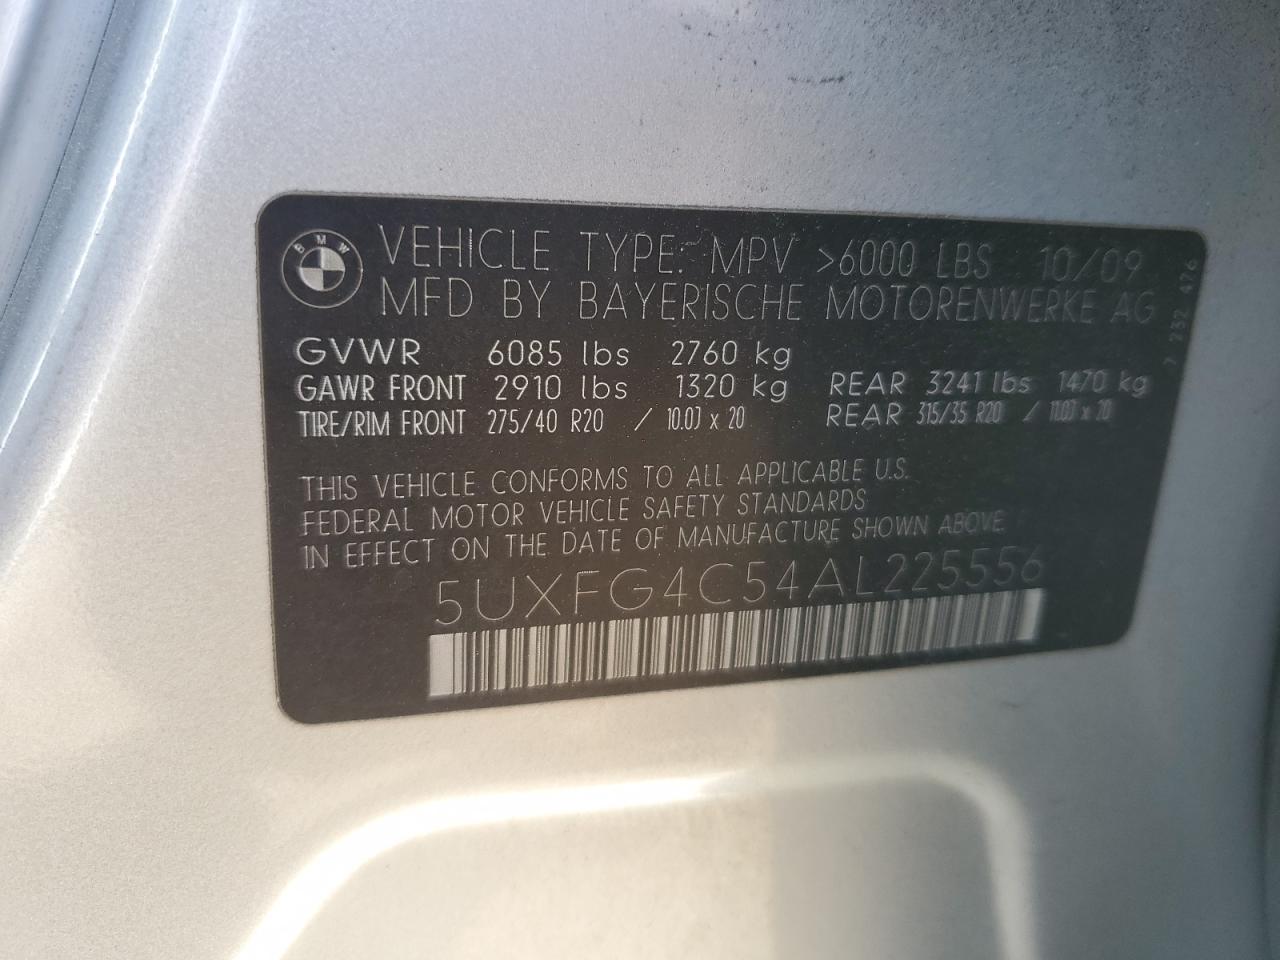 BMW
VEHICLE TYPE: MPV >6000 LBS 10/09
MFD BY BAYERISCHE MOTORENWERKE AG
GVWR 6085 lbs 2760 kg
GAWR FRONT 2910 lbs 1320 kg REAR 3241 lbs 1470 kg
TIRE/RIM FRONT 275/40 R20 / 10.0J x 20 REAR 315/35 R20 / 11.0J x 20
THIS VEHICLE CONFORMS TO ALL APPLICABLE U.S.
FEDERAL MOTOR VEHICLE SAFETY STANDARDS
IN EFFECT ON THE DATE OF MANUFACTURE SHOWN ABOVE
5UXFG4C54AL225556
7 232 476